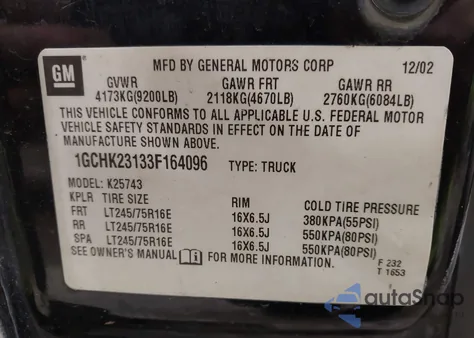 GM
MFD BY GENERAL MOTORS CORP 12/02
GVWR GAWR FRT GAWR RR
4173KG(9200LB) 2118KG(4670LB) 2760KG(6084LB)
THIS VEHICLE CONFORMS TO ALL APPLICABLE U.S. FEDERAL MOTOR
VEHICLE SAFETY STANDARDS IN EFFECT ON THE DATE OF
MANUFACTURE SHOWN ABOVE.
1GCHK23133F164096 TYPE: TRUCK
MODEL: K25743
KPLR TIRE SIZE RIM COLD TIRE PRESSURE
FRT LT245/75R16E 16X6.5J 380KPA(55PSI)
RR LT245/75R16E 16X6.5J 550KPA(80PSI)
SPA LT245/75R16E 16X6.5J 550KPA(80PSI)
SEE OWNER'S MANUAL i FOR MORE INFORMATION.
F 232
T 1653
autoSnap